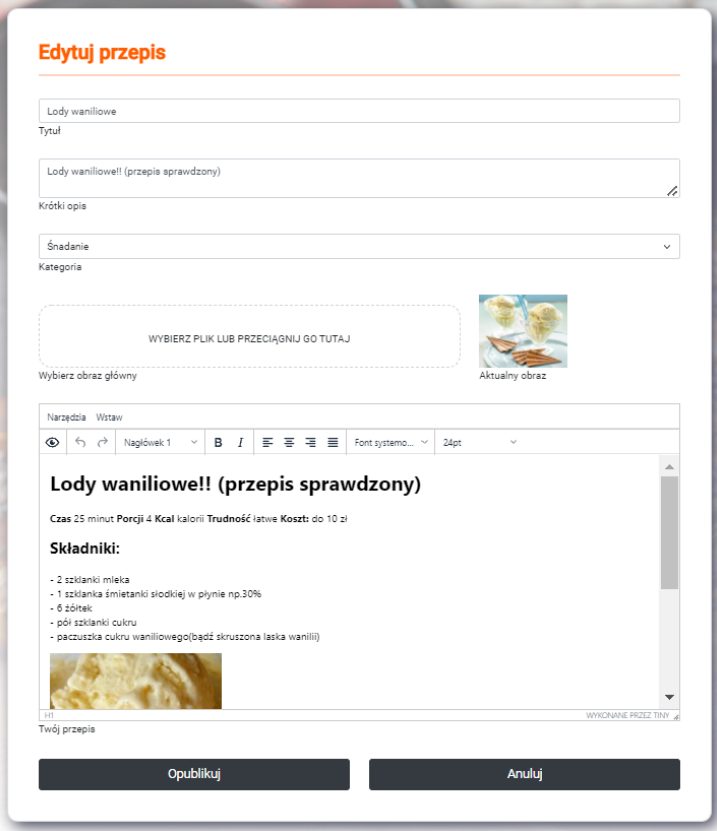 Edytuj przepis
Lody waniliowe
Tytuł
Lody waniliowe!! (przepis sprawdzony)
Krótki opis
Śnadanie
Kategoria
WYBIERZ PLIK LUB PRZECIĄGNIJ GO TUTAJ
Wybierz obraz główny
Aktualny obraz
Narzędzia Wstaw
Nagłówek 1 B I Font systemo... 24pt
Lody waniliowe!! (przepis sprawdzony)
Czas 25 minut Porcji 4 Kcal kalorii Trudność łatwe Koszt: do 10 zł
Składniki:
- 2 szklanki mleka
- 1 szklanka śmietanki słodkiej w płynie np.30%
- 6 żółtek
- pół szklanki cukru
- paczuszka cukru waniliowego(bądź skruszona laska wanilii)
H1 WYKONANE PRZEZ TINY
Twój przepis
Opublikuj Anuluj